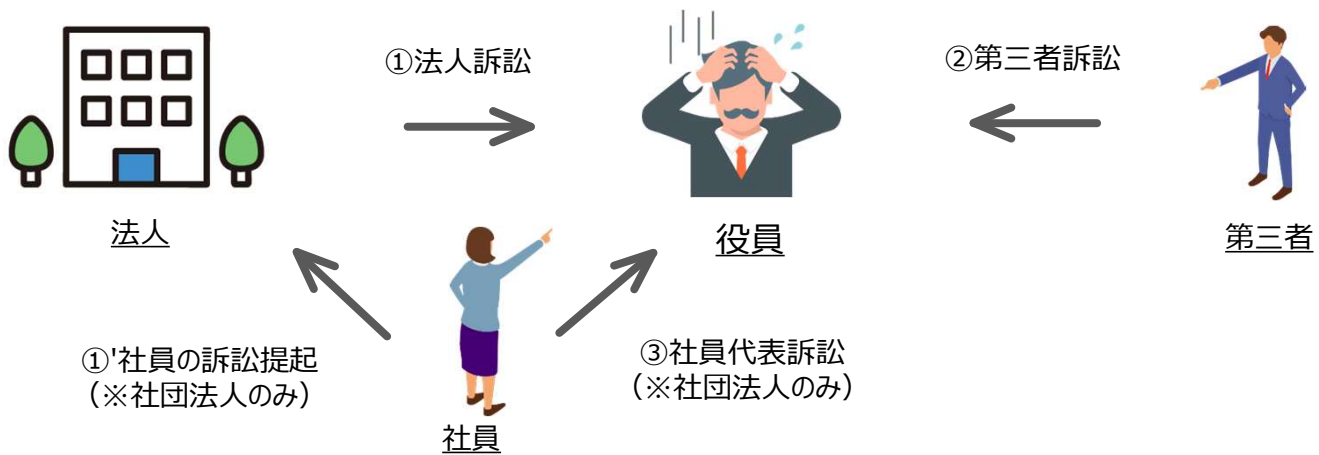 ①法人訴訟
②第三者訴訟
法人
役員
第三者
①'社員の訴訟提起
（※社団法人のみ）
③社員代表訴訟
（※社団法人のみ）
社員